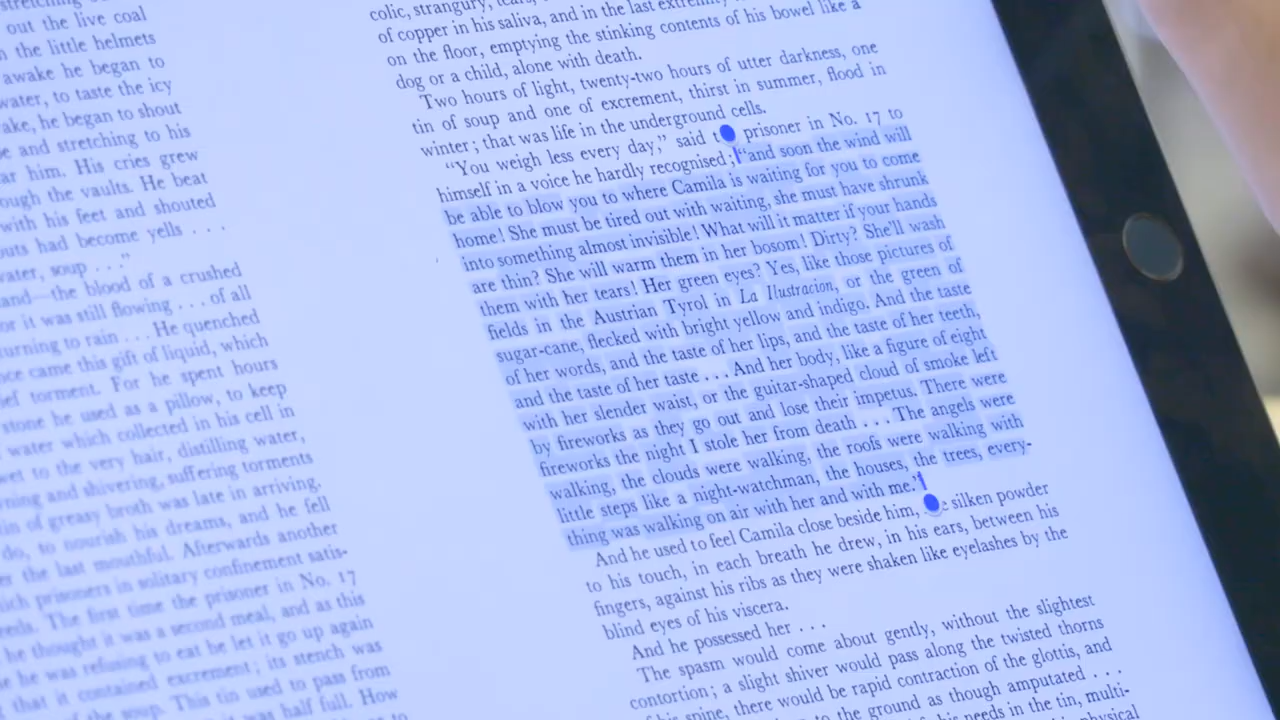 stretching
out the live coal
the little helmets
awake he began to
water, to taste the icy
he began to shout
and stretching to his
him. His cries grew
through the vaults. He beat
with his feet and shouted
had become yells . . .
water, soup . . ."
and—the blood of a crushed
or it was still flowing . . . of all
turning to rain . . . He quenched
came this gift of liquid, which
torment. For he spent hours
stone he used as a pillow, to keep
water which collected in his cell in
wet to the very hair, distilling water,
and shivering, suffering torments
tin of greasy broth was late in arriving.
do, to nourish his dreams, and he fell
the last mouthful. Afterwards another
which prisoners in solitary confinement satis-
The first time the prisoner in No. 17
he thought it was a second meal, and as this
he was refusing to eat he let it go up again
that it contained excrement; its stench was
of the soup. This tin used to pass from
it was half full. How
to
colic, strangury, tears,
of copper in his saliva, and in the last extremity
on the floor, emptying the stinking contents of his bowel like a
dog or a child, alone with death.
Two hours of light, twenty-two hours of utter darkness, one
tin of soup and one of excrement, thirst in summer, flood in
winter; that was life in the underground cells.
"You weigh less every day," said prisoner in No. 17 to
himself in a voice he hardly recognised; "and soon the wind will
be able to blow you to where Camila is waiting for you to come
home! She must be tired out with waiting, she must have shrunk
into something almost invisible! What will it matter if your hands
are thin? She will warm them in her bosom! Dirty? She'll wash
them with her tears! Her green eyes? Yes, like those pictures of
fields in the Austrian Tyrol in La Ilustracion, or the green of
sugar-cane, flecked with bright yellow and indigo. And the taste
of her words, and the taste of her lips, and the taste of her teeth,
and the taste of her taste . . . And her body, like a figure of eight
with her slender waist, or the guitar-shaped cloud of smoke left
by fireworks as they go out and lose their impetus. There were
fireworks the night I stole her from death . . . The angels were
walking, the clouds were walking, the roofs were walking with
little steps like a night-watchman, the houses, the trees, every-
thing was walking on air with her and with me."
And he used to feel Camila close beside him, silken powder
to his touch, in each breath he drew, in his ears, between his
fingers, against his ribs as they were shaken like eyelashes by the
blind eyes of his viscera.
And he possessed her . . .
The spasm would come about gently, without the slightest
contortion; a slight shiver would pass along the twisted thorns
of his spine, there would be rapid contraction of the glottis, and
to the ground as though amputated . . .
his needs in the tin, multi-
physical